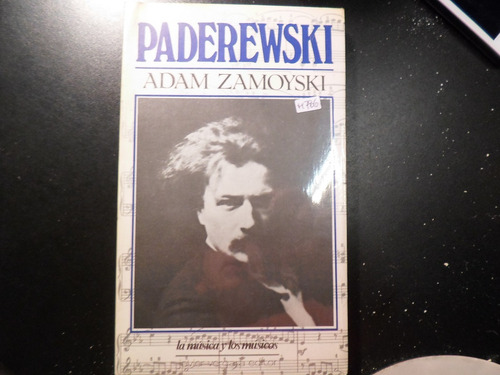 PADEREWSKI
ADAM ZAMOYSKI
la música y los músicos